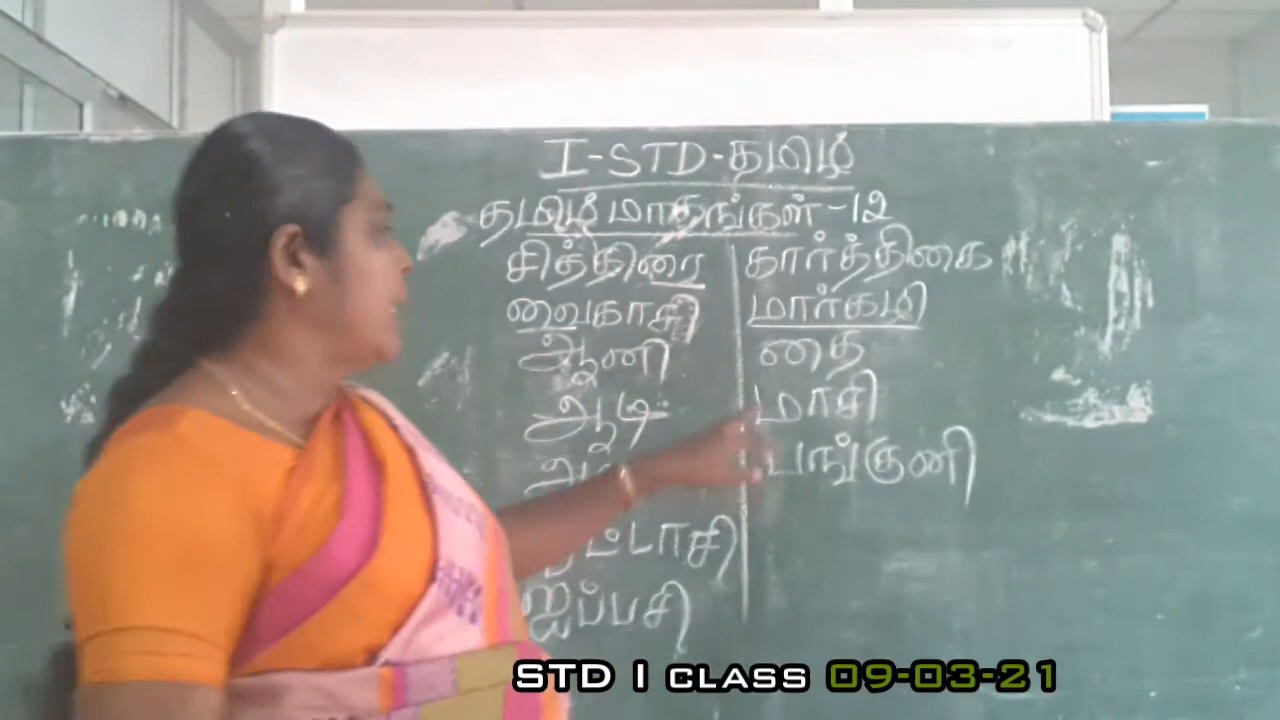 I-STD-தமிழ்
தமிழ் மாதங்கள்-12
சித்திரை
வைகாசி
ஆனி
ஆடி
ட்டாசி
ஐப்பசி
கார்த்திகை
மார்கழி
தை
மாசி
பங்குனி
STD I CLASS 09-03-21